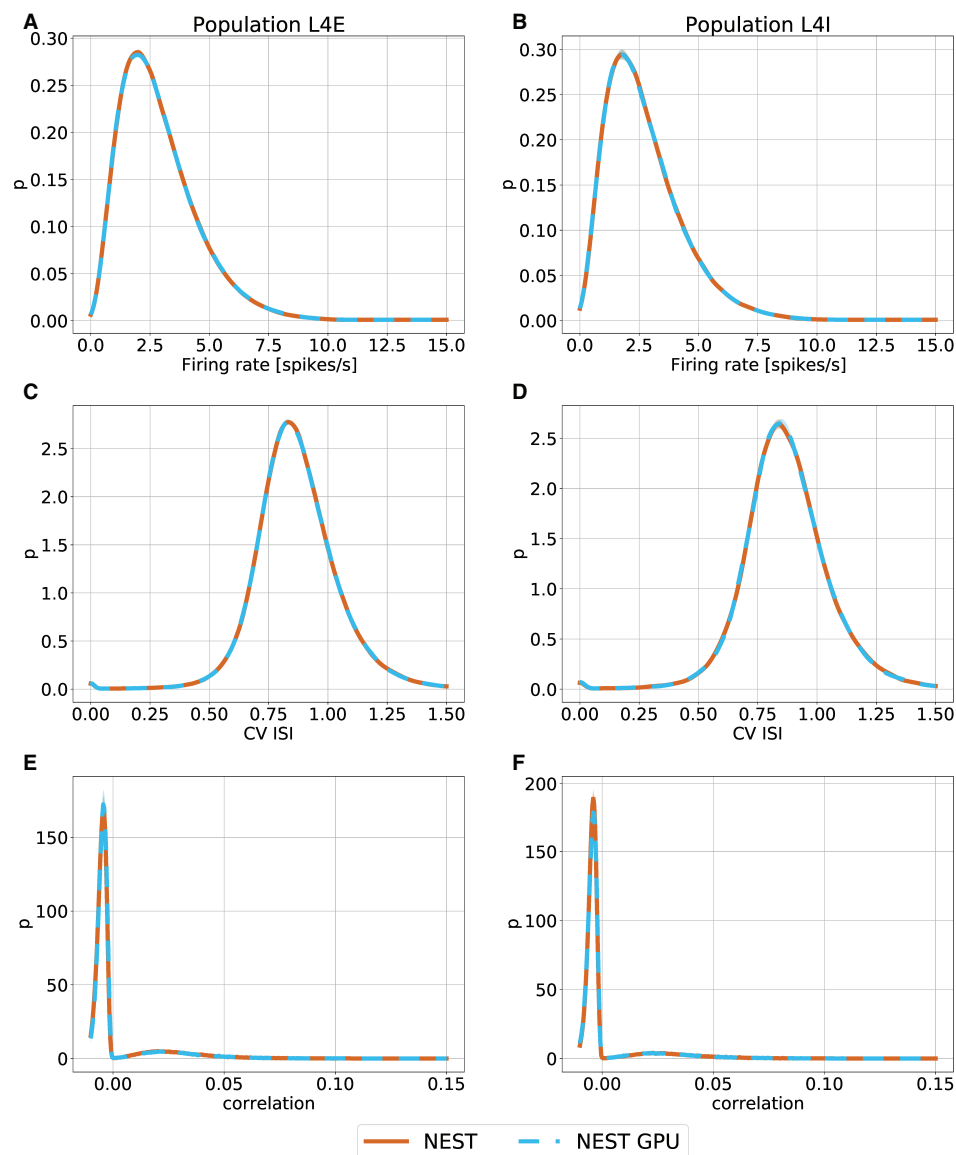 A Population L4E B Population L4I
0.30 0.30
0.25 0.25
0.20 0.20
p 0.15 p 0.15
0.10 0.10
0.05 0.05
0.00 0.00
0.0 2.5 5.0 7.5 10.0 12.5 15.0 0.0 2.5 5.0 7.5 10.0 12.5 15.0
Firing rate [spikes/s] Firing rate [spikes/s]
C D
2.5 2.5
2.0 2.0
p 1.5 p 1.5
1.0 1.0
0.5 0.5
0.0 0.0
0.00 0.25 0.50 0.75 1.00 1.25 1.50 0.00 0.25 0.50 0.75 1.00 1.25 1.50
CV ISI CV ISI
E F
200
150 150
p 100 p 100
50 50
0 0
0.00 0.05 0.10 0.15 0.00 0.05 0.10 0.15
correlation correlation
NEST NEST GPU